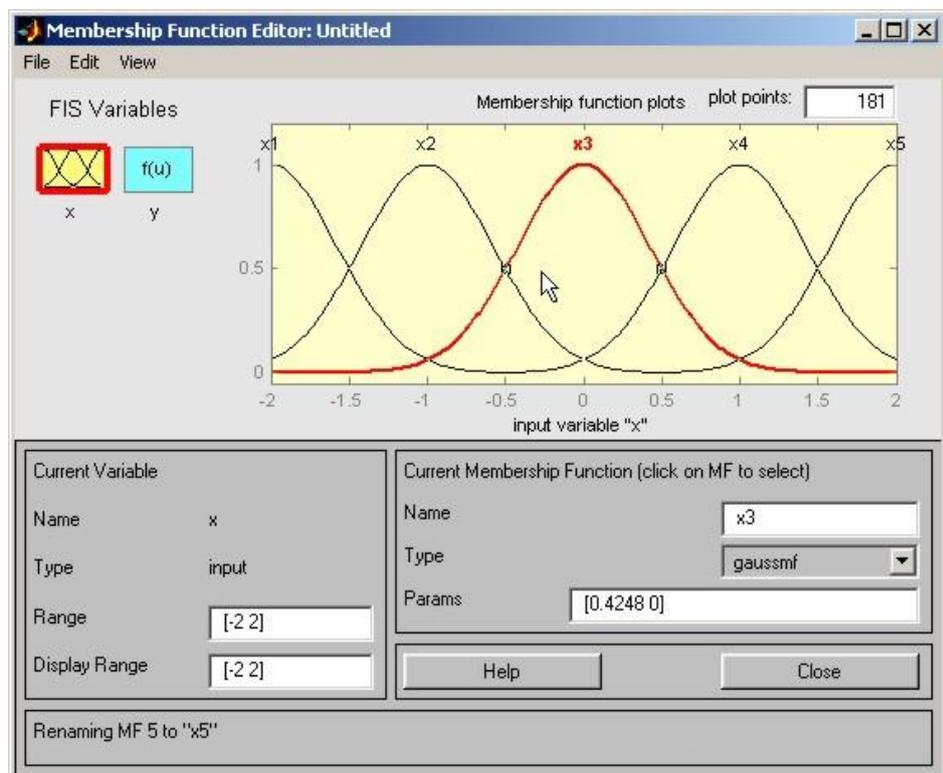 Membership Function Editor: Untitled
File Edit View
FIS Variables
f(u)
x y
Membership function plots plot points: 181
x1 x2 x3 x4 x5
1
0.5
0
-2 -1.5 -1 -0.5 0 0.5 1 1.5 2
input variable "x"
Current Variable
Name x
Type input
Range [-2 2]
Display Range [-2 2]
Current Membership Function (click on MF to select)
Name x3
Type gaussmf
Params [0.4248 0]
Help Close
Renaming MF 5 to "x5"